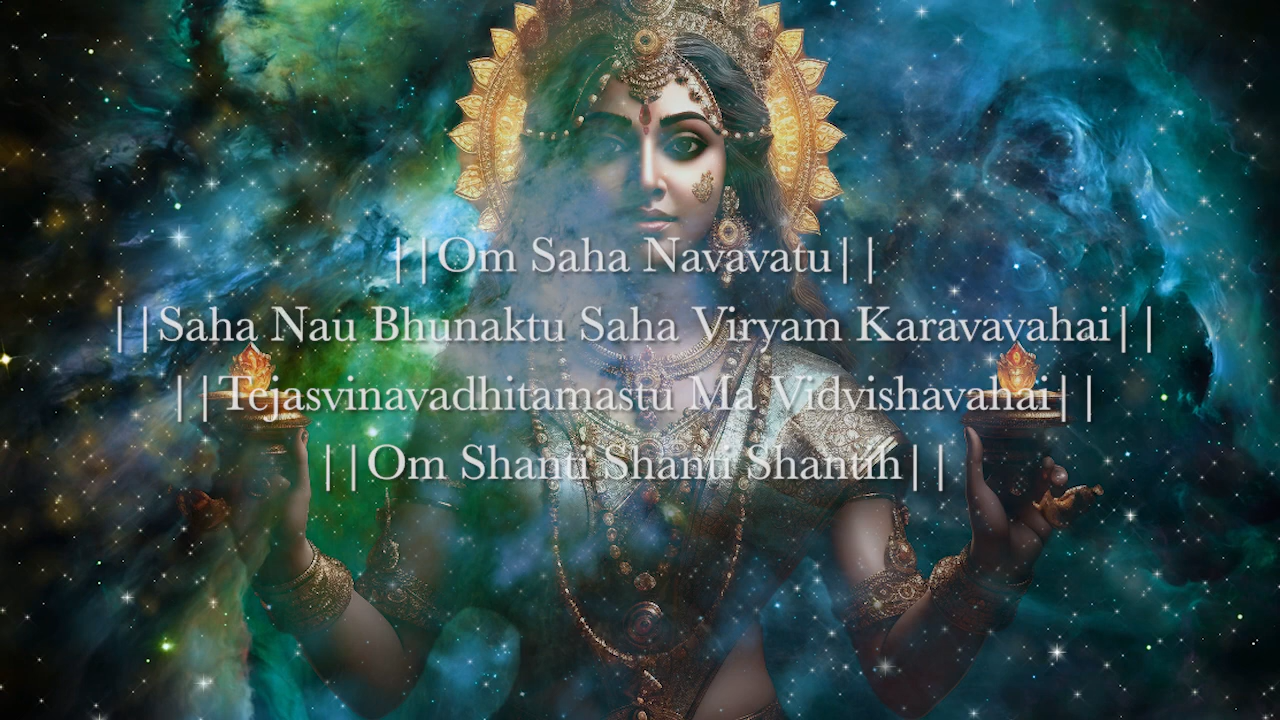 ||Om Saha Navavatu||
||Saha Nau Bhunaktu Saha Viryam Karavavahai||
||Tejasvinavadhitamastu Ma Vidvishavahai||
||Om Shanti Shanti Shantih||